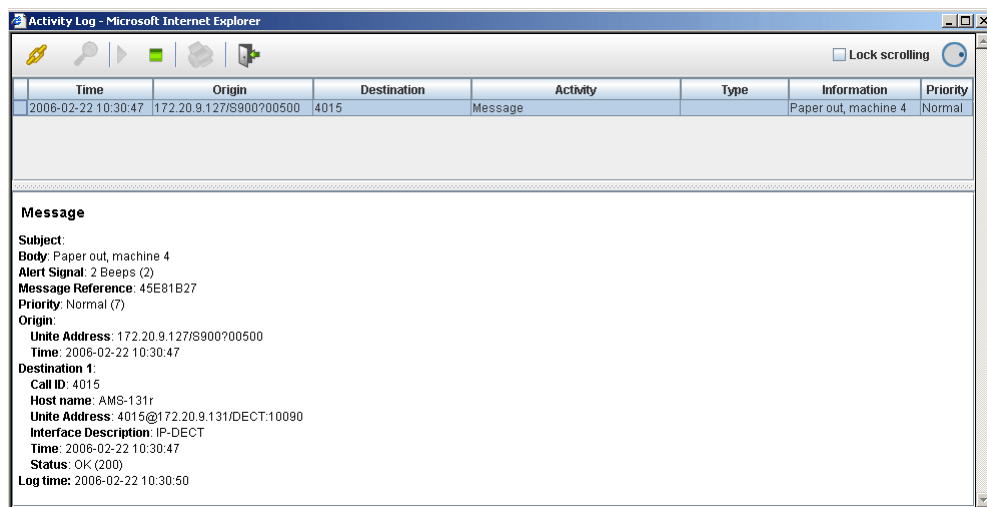 Activity Log - Microsoft Internet Explorer
Lock scrolling
Time Origin Destination Activity Type Information Priority
2006-02-22 10:30:47 172.20.9.127/S900?00500 4015 Message Paper out, machine 4 Normal
Message
Subject:
Body: Paper out, machine 4
Alert Signal: 2 Beeps (2)
Message Reference: 45E81B27
Priority: Normal (7)
Origin:
Unite Address: 172.20.9.127/S900?00500
Time: 2006-02-22 10:30:47
Destination 1:
Call ID: 4015
Host name: AMS-131r
Unite Address: 4015@172.20.9.131/DECT:10090
Interface Description: IP-DECT
Time: 2006-02-22 10:30:47
Status: OK (200)
Log time: 2006-02-22 10:30:50